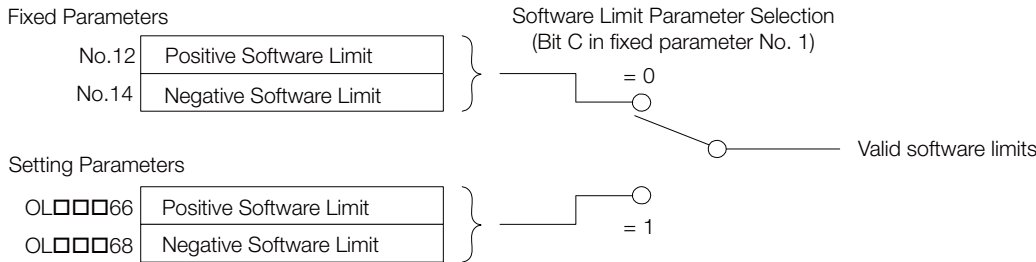 Fixed Parameters
Software Limit Parameter Selection
(Bit C in fixed parameter No. 1)
No.12 Positive Software Limit
No.14 Negative Software Limit
= 0
Valid software limits
Setting Parameters
OL□□□66 Positive Software Limit
OL□□□68 Negative Software Limit
= 1